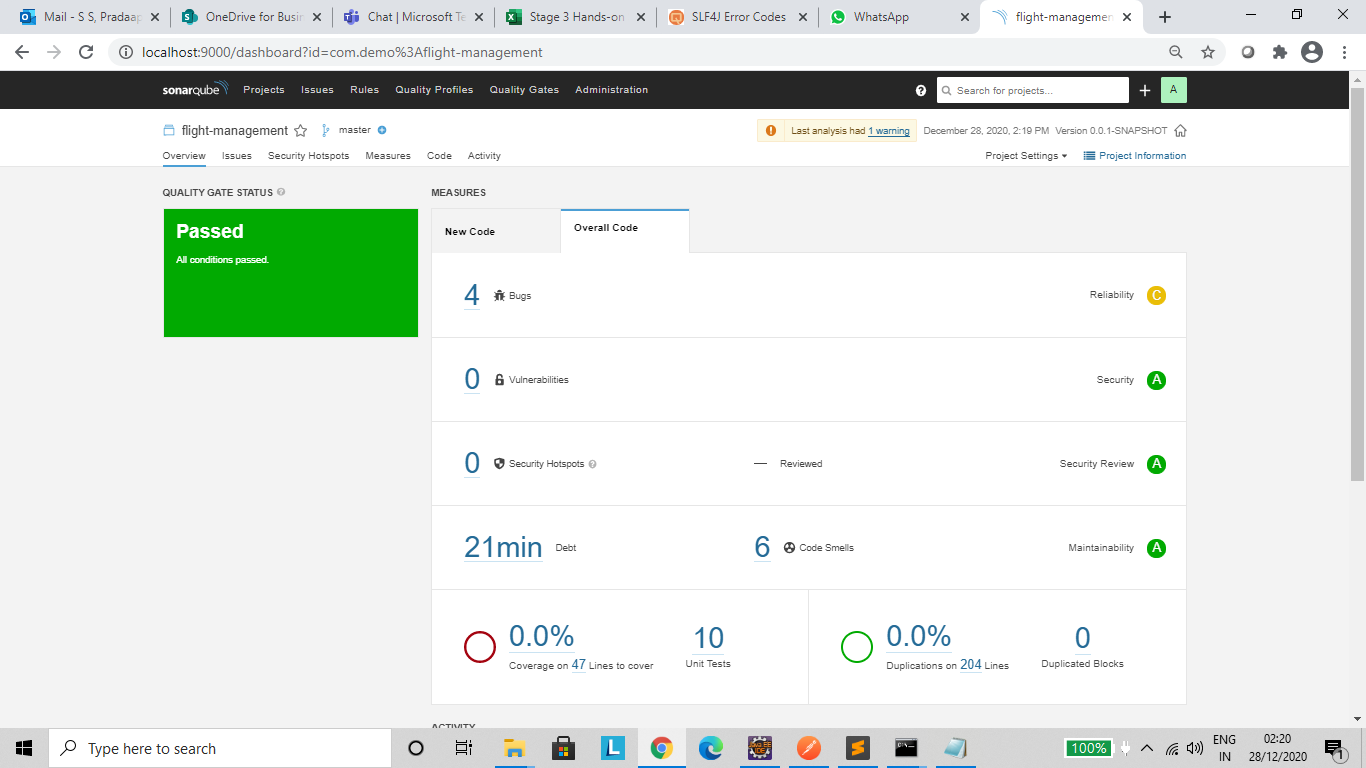 Mail - S S, Pradaap
OneDrive for Busin
Chat | Microsoft Te
Stage 3 Hands-on
SLF4J Error Codes
WhatsApp
flight-management
localhost:9000/dashboard?id=com.demo%3Aflight-management
sonarqube Projects Issues Rules Quality Profiles Quality Gates Administration Search for projects... A
flight-management master Last analysis had 1 warning December 28, 2020, 2:19 PM Version 0.0.1-SNAPSHOT
Overview Issues Security Hotspots Measures Code Activity Project Settings Project Information
QUALITY GATE STATUS
Passed
All conditions passed.
MEASURES
New Code
Overall Code
4 Bugs Reliability C
0 Vulnerabilities Security A
0 Security Hotspots — Reviewed Security Review A
21min Debt 6 Code Smells Maintainability A
0.0%
Coverage on 47 Lines to cover
10
Unit Tests
0.0%
Duplications on 204 Lines
0
Duplicated Blocks
ACTIVITY
Type here to search
L
100%
ENG
IN
02:20
28/12/2020
1